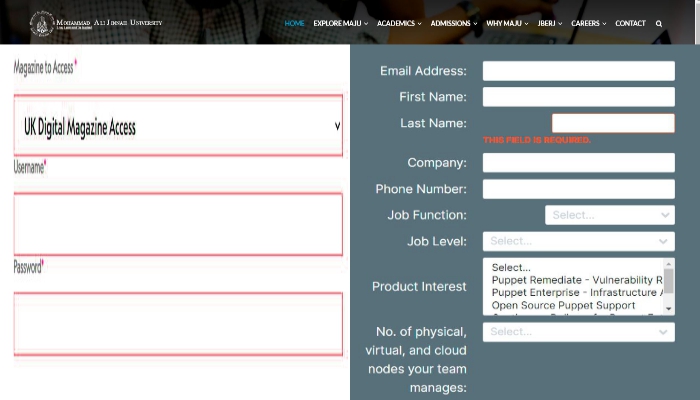 Mohammad Ali Jinnah University
HOME EXPLORE MAJU ACADEMICS ADMISSIONS WHY MAJU JBERJ CAREERS CONTACT
Magazine to Access*
UK Digital Magazine Access
Username*
Password*
Email Address:
First Name:
Last Name:
THIS FIELD IS REQUIRED.
Company:
Phone Number:
Job Function:
Select...
Job Level:
Select...
Product Interest
Select...
Puppet Remediate - Vulnerability R
Puppet Enterprise - Infrastructure
Open Source Puppet Support
No. of physical,
virtual, and cloud
nodes your team
manages:
Select...